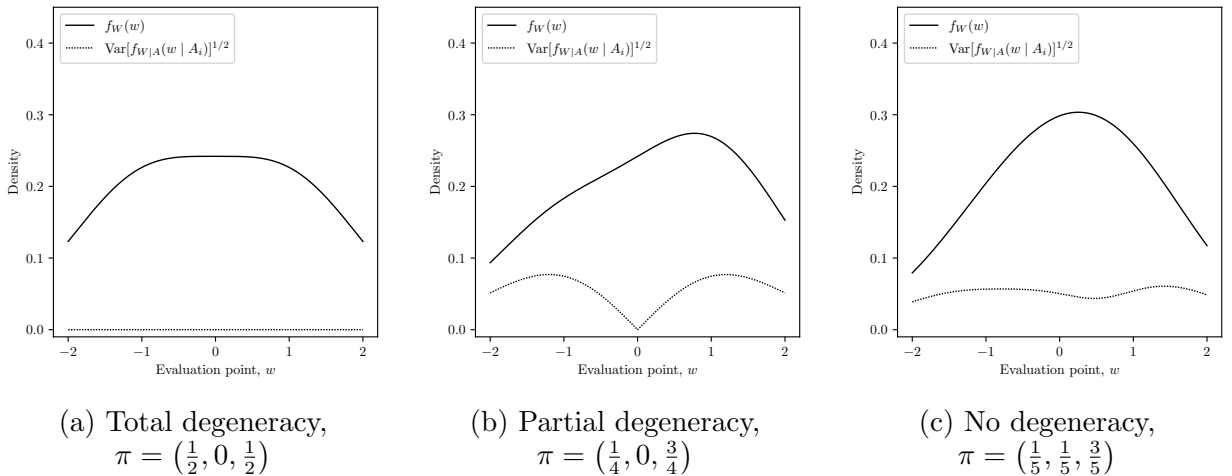 0.4
0.3
0.2
0.1
0.0
Density
−2 −1 0 1 2
Evaluation point, w
f_W(w)
Var[f_{W|A}(w | A_i)]^{1/2}
(a) Total degeneracy,
π = (1/2, 0, 1/2)
0.4
0.3
0.2
0.1
0.0
Density
−2 −1 0 1 2
Evaluation point, w
f_W(w)
Var[f_{W|A}(w | A_i)]^{1/2}
(b) Partial degeneracy,
π = (1/4, 0, 3/4)
0.4
0.3
0.2
0.1
0.0
Density
−2 −1 0 1 2
Evaluation point, w
f_W(w)
Var[f_{W|A}(w | A_i)]^{1/2}
(c) No degeneracy,
π = (1/5, 1/5, 3/5)